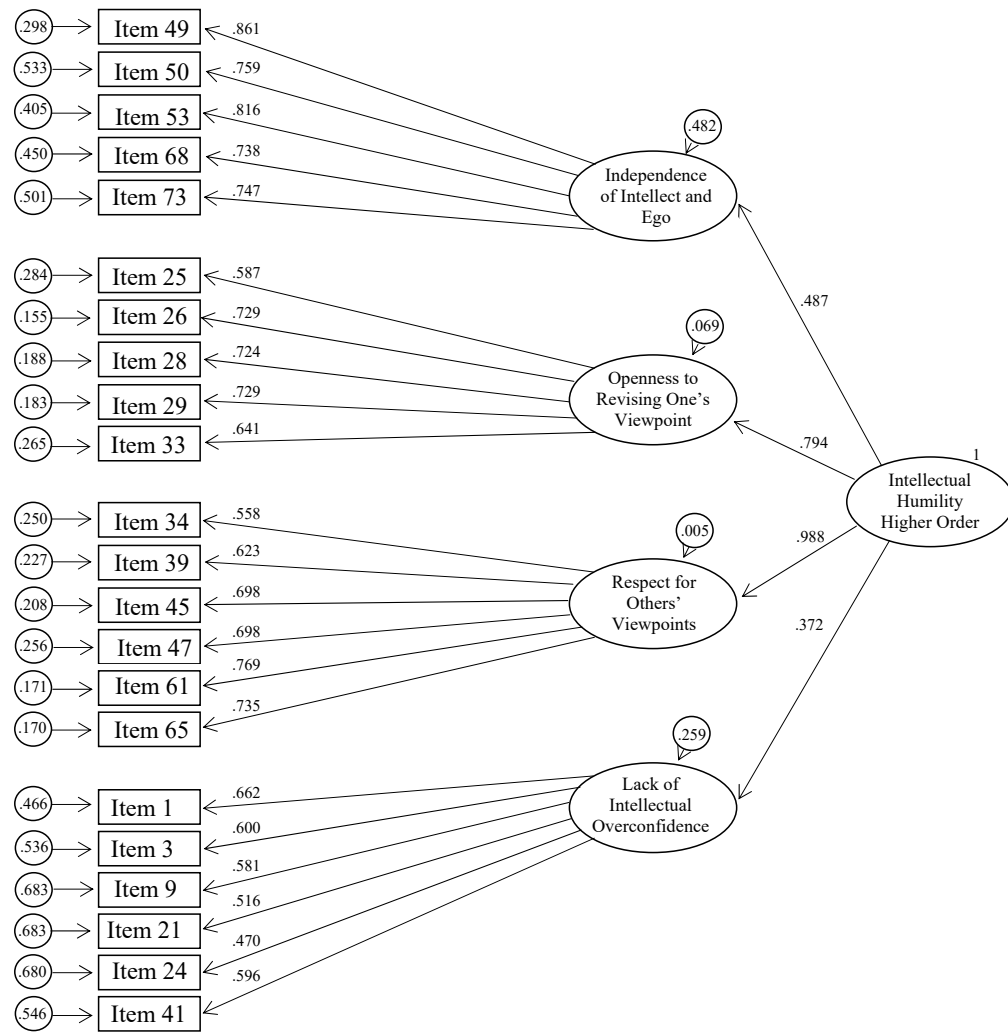 .298 Item 49 .861
.533 Item 50 .759
.405 Item 53 .816
.450 Item 68 .738
.501 Item 73 .747
.482
Independence
of Intellect and
Ego
.487
.284 Item 25 .587
.155 Item 26 .729
.188 Item 28 .724
.183 Item 29 .729
.265 Item 33 .641
.069
Openness to
Revising One’s
Viewpoint
.794
1
Intellectual
Humility
Higher Order
.250 Item 34 .558
.227 Item 39 .623
.208 Item 45 .698
.256 Item 47 .698
.171 Item 61 .769
.170 Item 65 .735
.005
Respect for
Others’
Viewpoints
.988
.372
.466 Item 1 .662
.536 Item 3 .600
.683 Item 9 .581
.683 Item 21 .516
.680 Item 24 .470
.546 Item 41 .596
.259
Lack of
Intellectual
Overconfidence